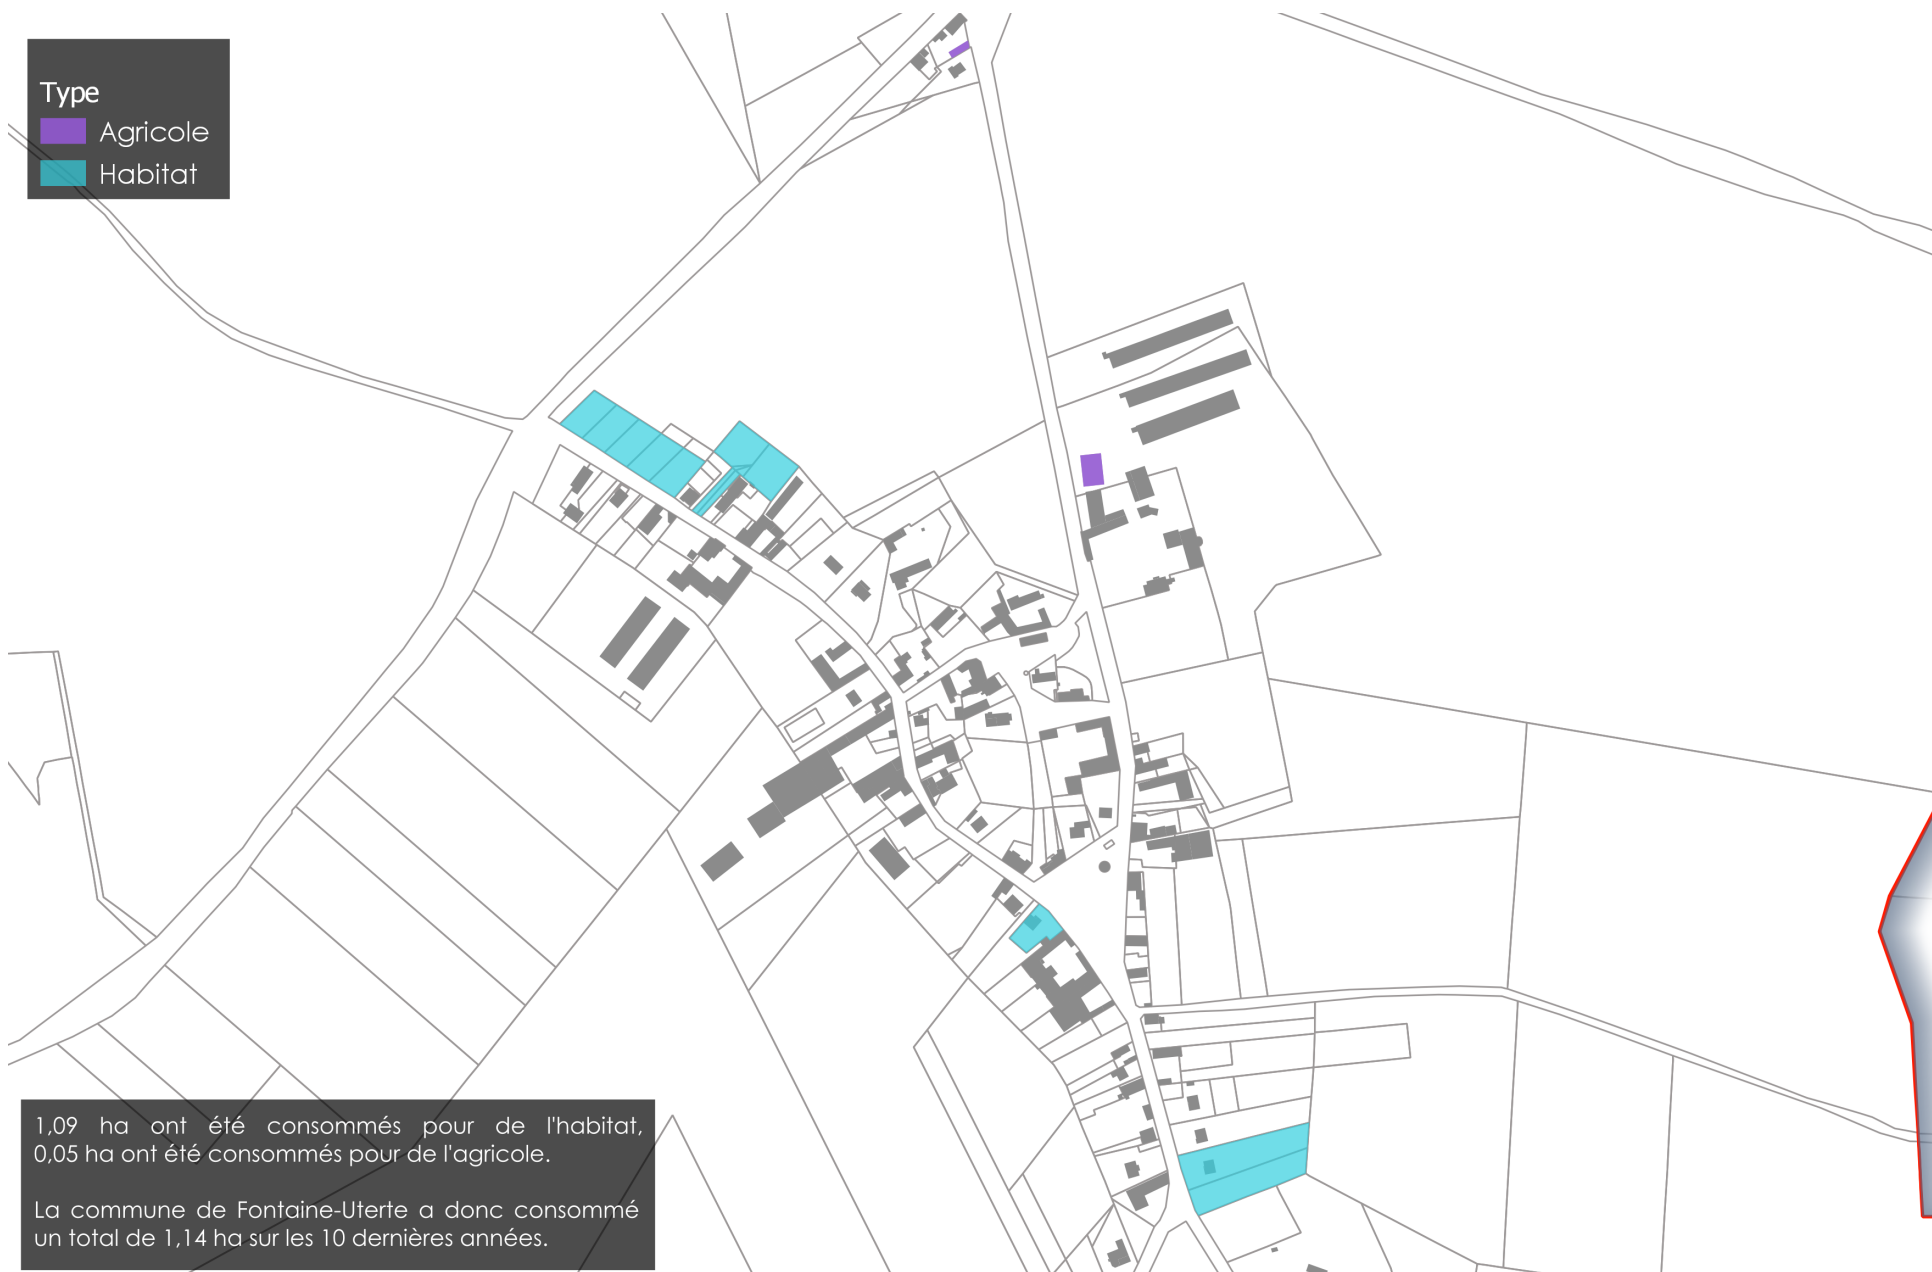 Type
Agricole
Habitat
1,09 ha ont été consommés pour de l'habitat,
0,05 ha ont été consommés pour de l'agricole.
La commune de Fontaine-Uterte a donc consommé
un total de 1,14 ha sur les 10 dernières années.